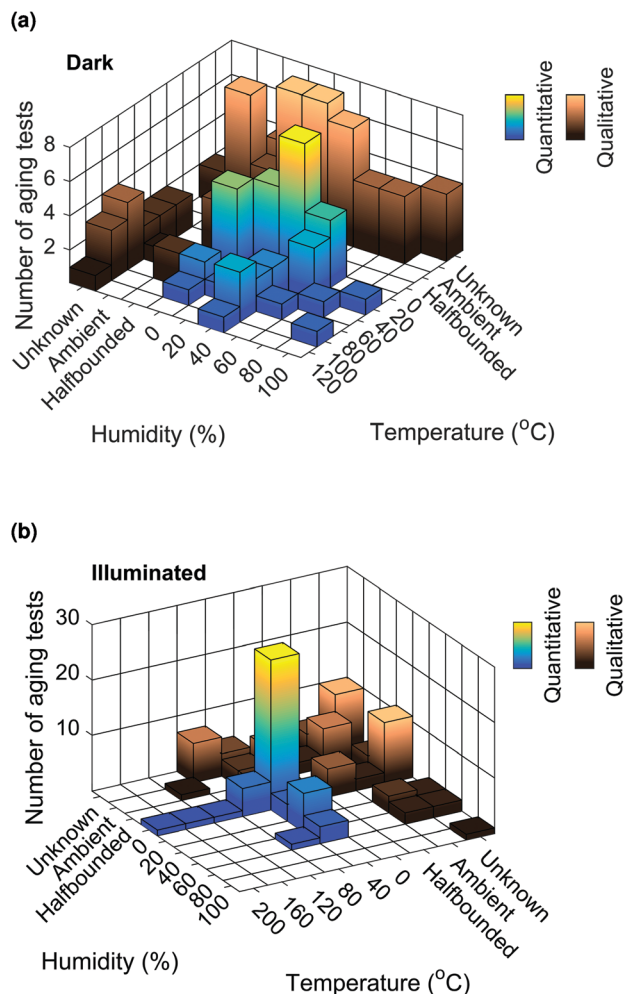 (a)
Dark
Quantitative
Qualitative
Number of aging tests
8
6
4
2
Unknown
Ambient
Halfbounded
0
20
40
60
80
100
Humidity (%)
120
100
80
60
40
20
0
Halfbounded
Ambient
Unknown
Temperature (°C)
(b)
Illuminated
Quantitative
Qualitative
Number of aging tests
30
20
10
Unknown
Ambient
Halfbounded
0
20
40
60
80
100
Humidity (%)
200
160
120
80
40
0
Halfbounded
Ambient
Unknown
Temperature (°C)